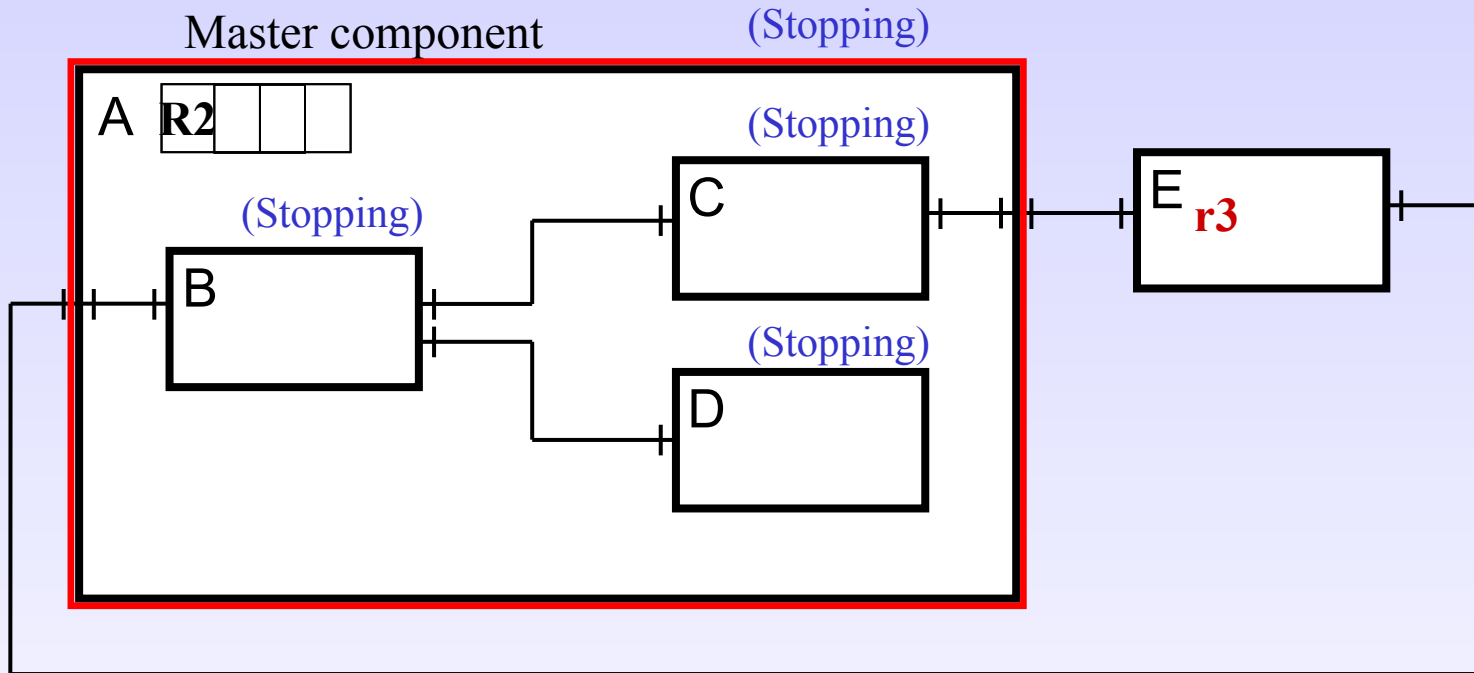 Master component
(Stopping)
A R2
(Stopping)
C
E r3
(Stopping)
B
(Stopping)
D